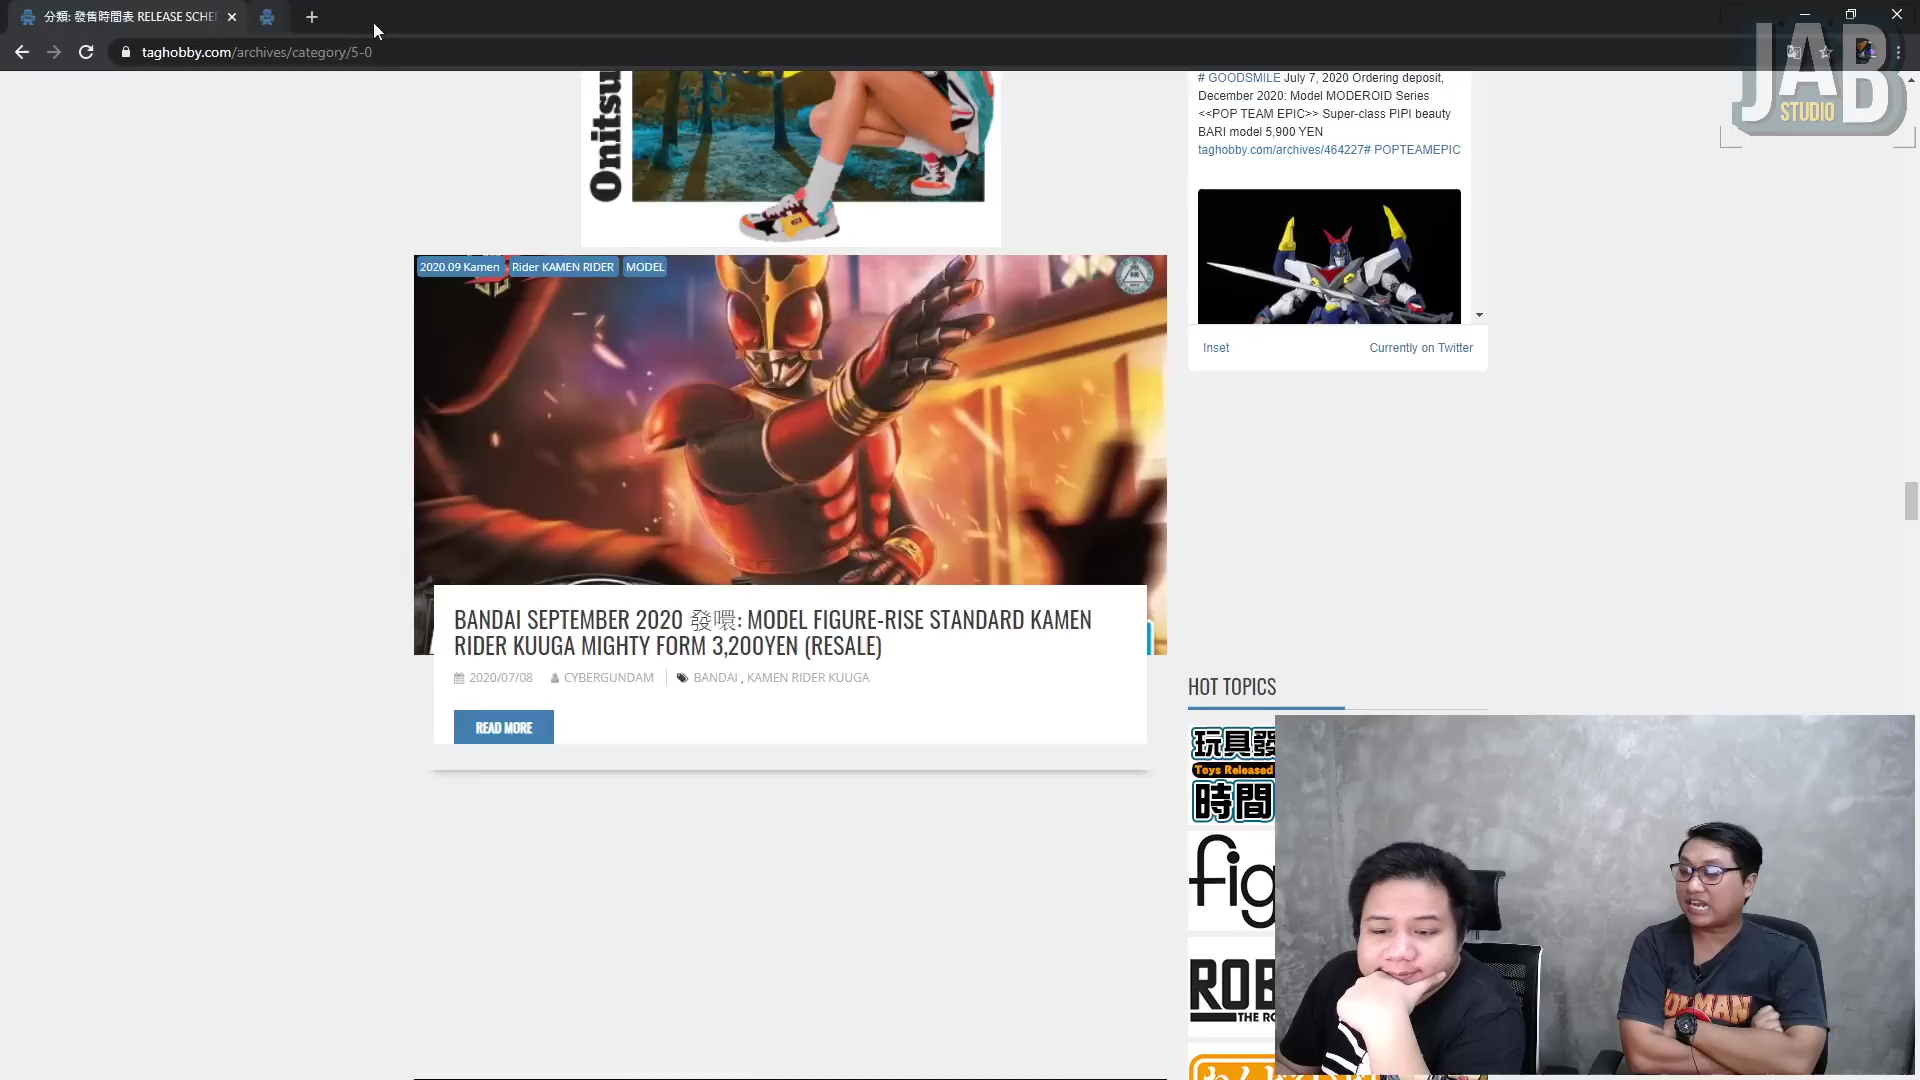 分類: 發售時間表 RELEASE SCHE
taghobby.com/archives/category/5-0
JAB
STUDIO
Onitsu
# GOODSMILE July 7, 2020 Ordering deposit,
December 2020: Model MODEROID Series
<<POP TEAM EPIC>> Super-class PIPI beauty
BARI model 5,900 YEN
taghobby.com/archives/464227# POPTEAMEPIC
Inset
Currently on Twitter
2020.09 Kamen
Rider KAMEN RIDER
MODEL
BANDAI SEPTEMBER 2020 發嘬: MODEL FIGURE-RISE STANDARD KAMEN
RIDER KUUGA MIGHTY FORM 3,200YEN (RESALE)
2020/07/08
CYBERGUNDAM
BANDAI , KAMEN RIDER KUUGA
READ MORE
HOT TOPICS
玩具發
Toys Released
時間
fig
ROB
THE RO